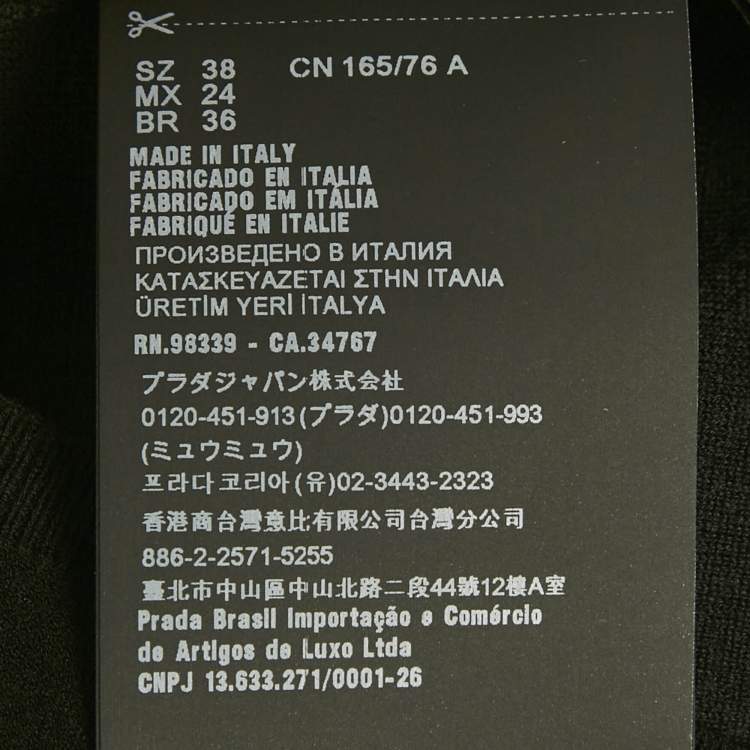 SZ 38 CN 165/76 A
MX 24
BR 36
MADE IN ITALY
FABRICADO EN ITALIA
FABRICADO EM ITÁLIA
FABRIQUÉ EN ITALIE
ПРОИЗВЕДЕНО В ИТАЛИЯ
ΚΑΤΑΣΚΕΥΑΖΕΤΑΙ ΣΤΗΝ ΙΤΑΛΙΑ
ÜRETİM YERİ İTALYA
RN.98339 - CA.34767
プラダジャパン株式会社
0120-451-913(プラダ)0120-451-993
(ミュウミュウ)
프라다코리아(유)02-3443-2323
香港商台灣意比有限公司台灣分公司
886-2-2571-5255
臺北市中山區中山北路二段44號12樓A室
Prada Brasil Importação e Comércio
de Artigos de Luxo Ltda
CNPJ 13.633.271/0001-26